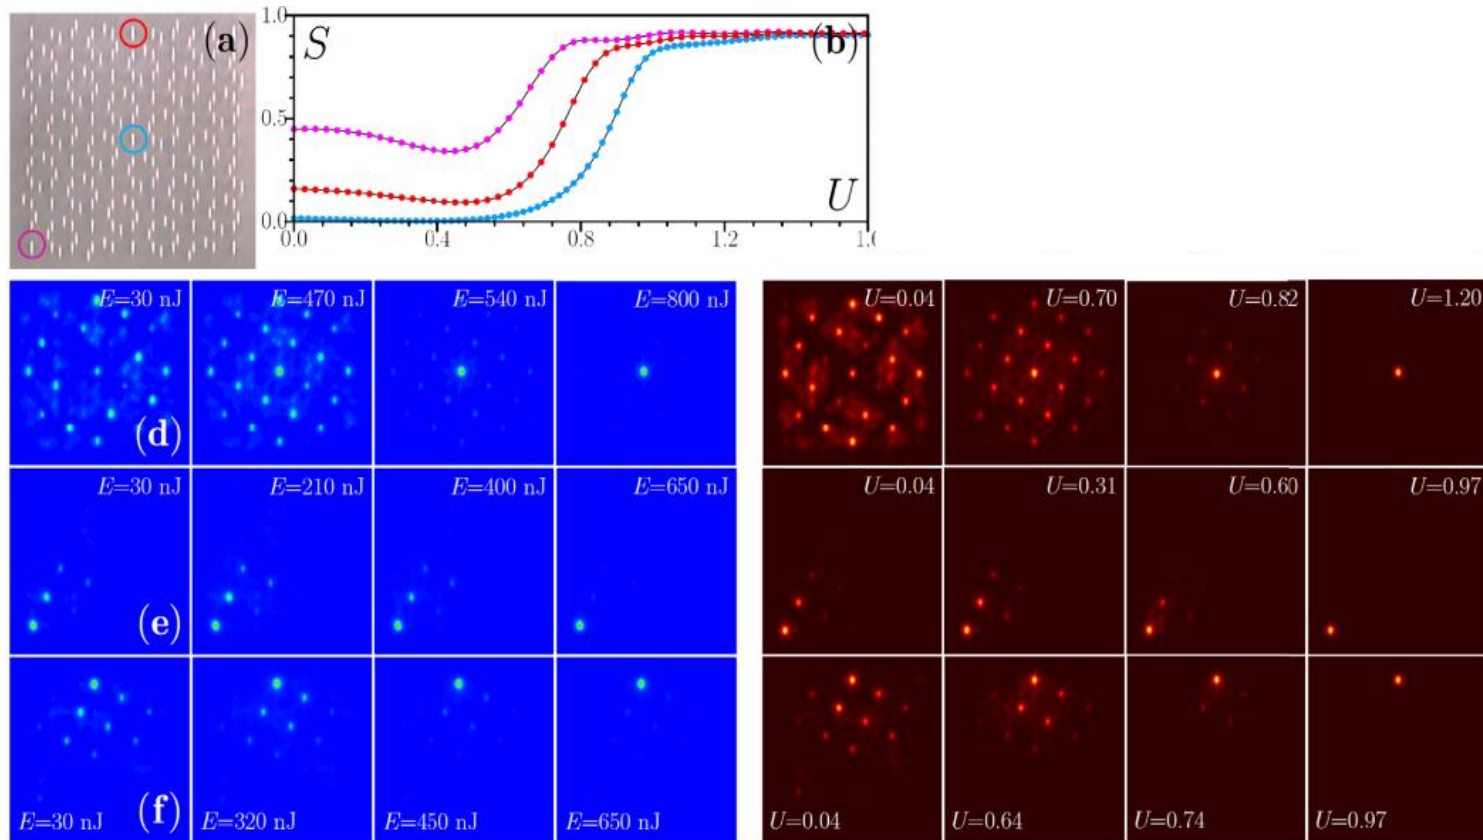 (a)
S
(b)
U
1.0
0.5
0.0
0.0 0.4 0.8 1.2 1.6
E=30 nJ E=470 nJ E=540 nJ E=800 nJ U=0.04 U=0.70 U=0.82 U=1.20
(d)
E=30 nJ E=210 nJ E=400 nJ E=650 nJ U=0.04 U=0.31 U=0.60 U=0.97
(e)
(f)
E=30 nJ E=320 nJ E=450 nJ E=650 nJ U=0.04 U=0.64 U=0.74 U=0.97